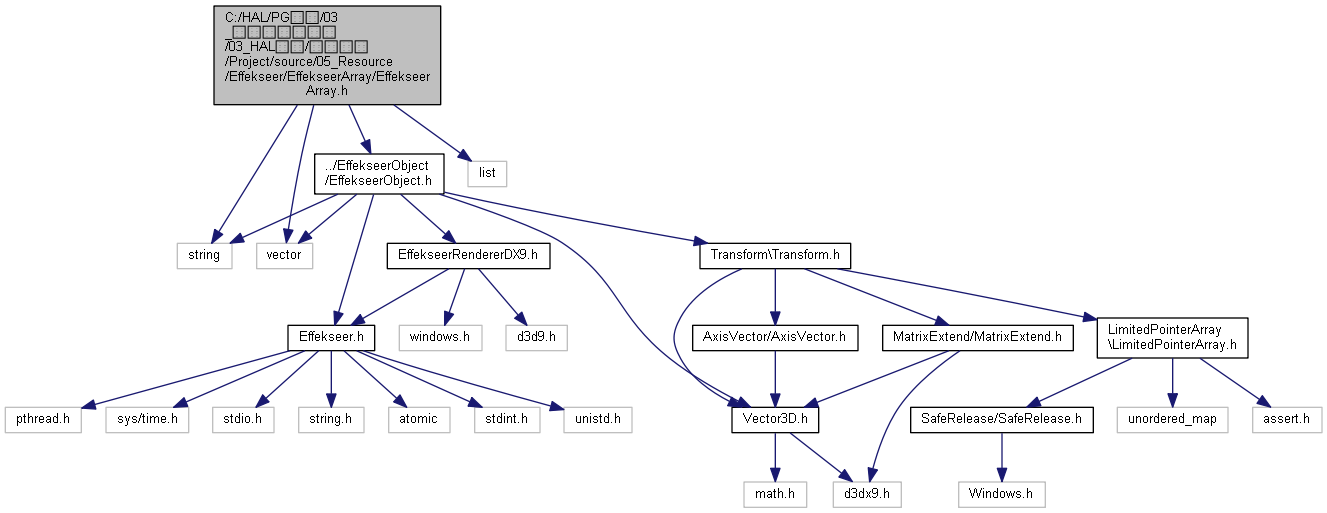 C:/HAL/PG□□/03
_□□□□□□□
/03_HAL□□/□□□□
/Project/source/05_Resource
/Effekseer/EffekseerArray/Effekseer
Array.h
../EffekseerObject
/EffekseerObject.h
list
string
vector
EffekseerRendererDX9.h
Transform\Transform.h
Effekseer.h
windows.h
d3d9.h
AxisVector/AxisVector.h
MatrixExtend/MatrixExtend.h
LimitedPointerArray
\LimitedPointerArray.h
pthread.h
sys/time.h
stdio.h
string.h
atomic
stdint.h
unistd.h
Vector3D.h
SafeRelease/SafeRelease.h
unordered_map
assert.h
math.h
d3dx9.h
Windows.h